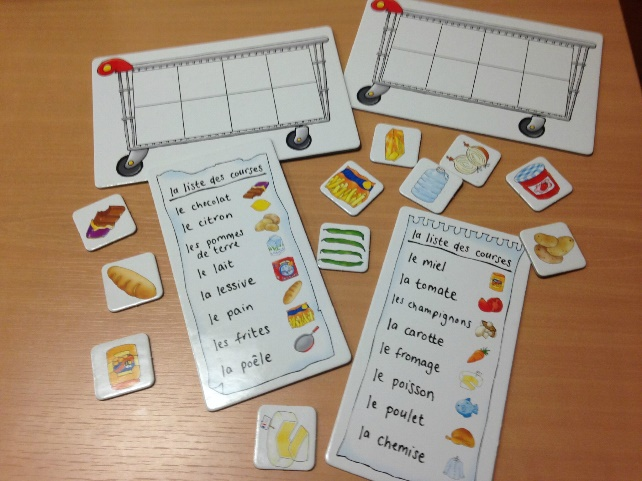 la liste des courses
le chocolat
le citron
les pommes
de terre
le lait
la lessive
le pain
les frites
la poêle
la liste des courses
le miel
la tomate
les champignons
la carotte
le fromage
le poisson
le poulet
la chemise